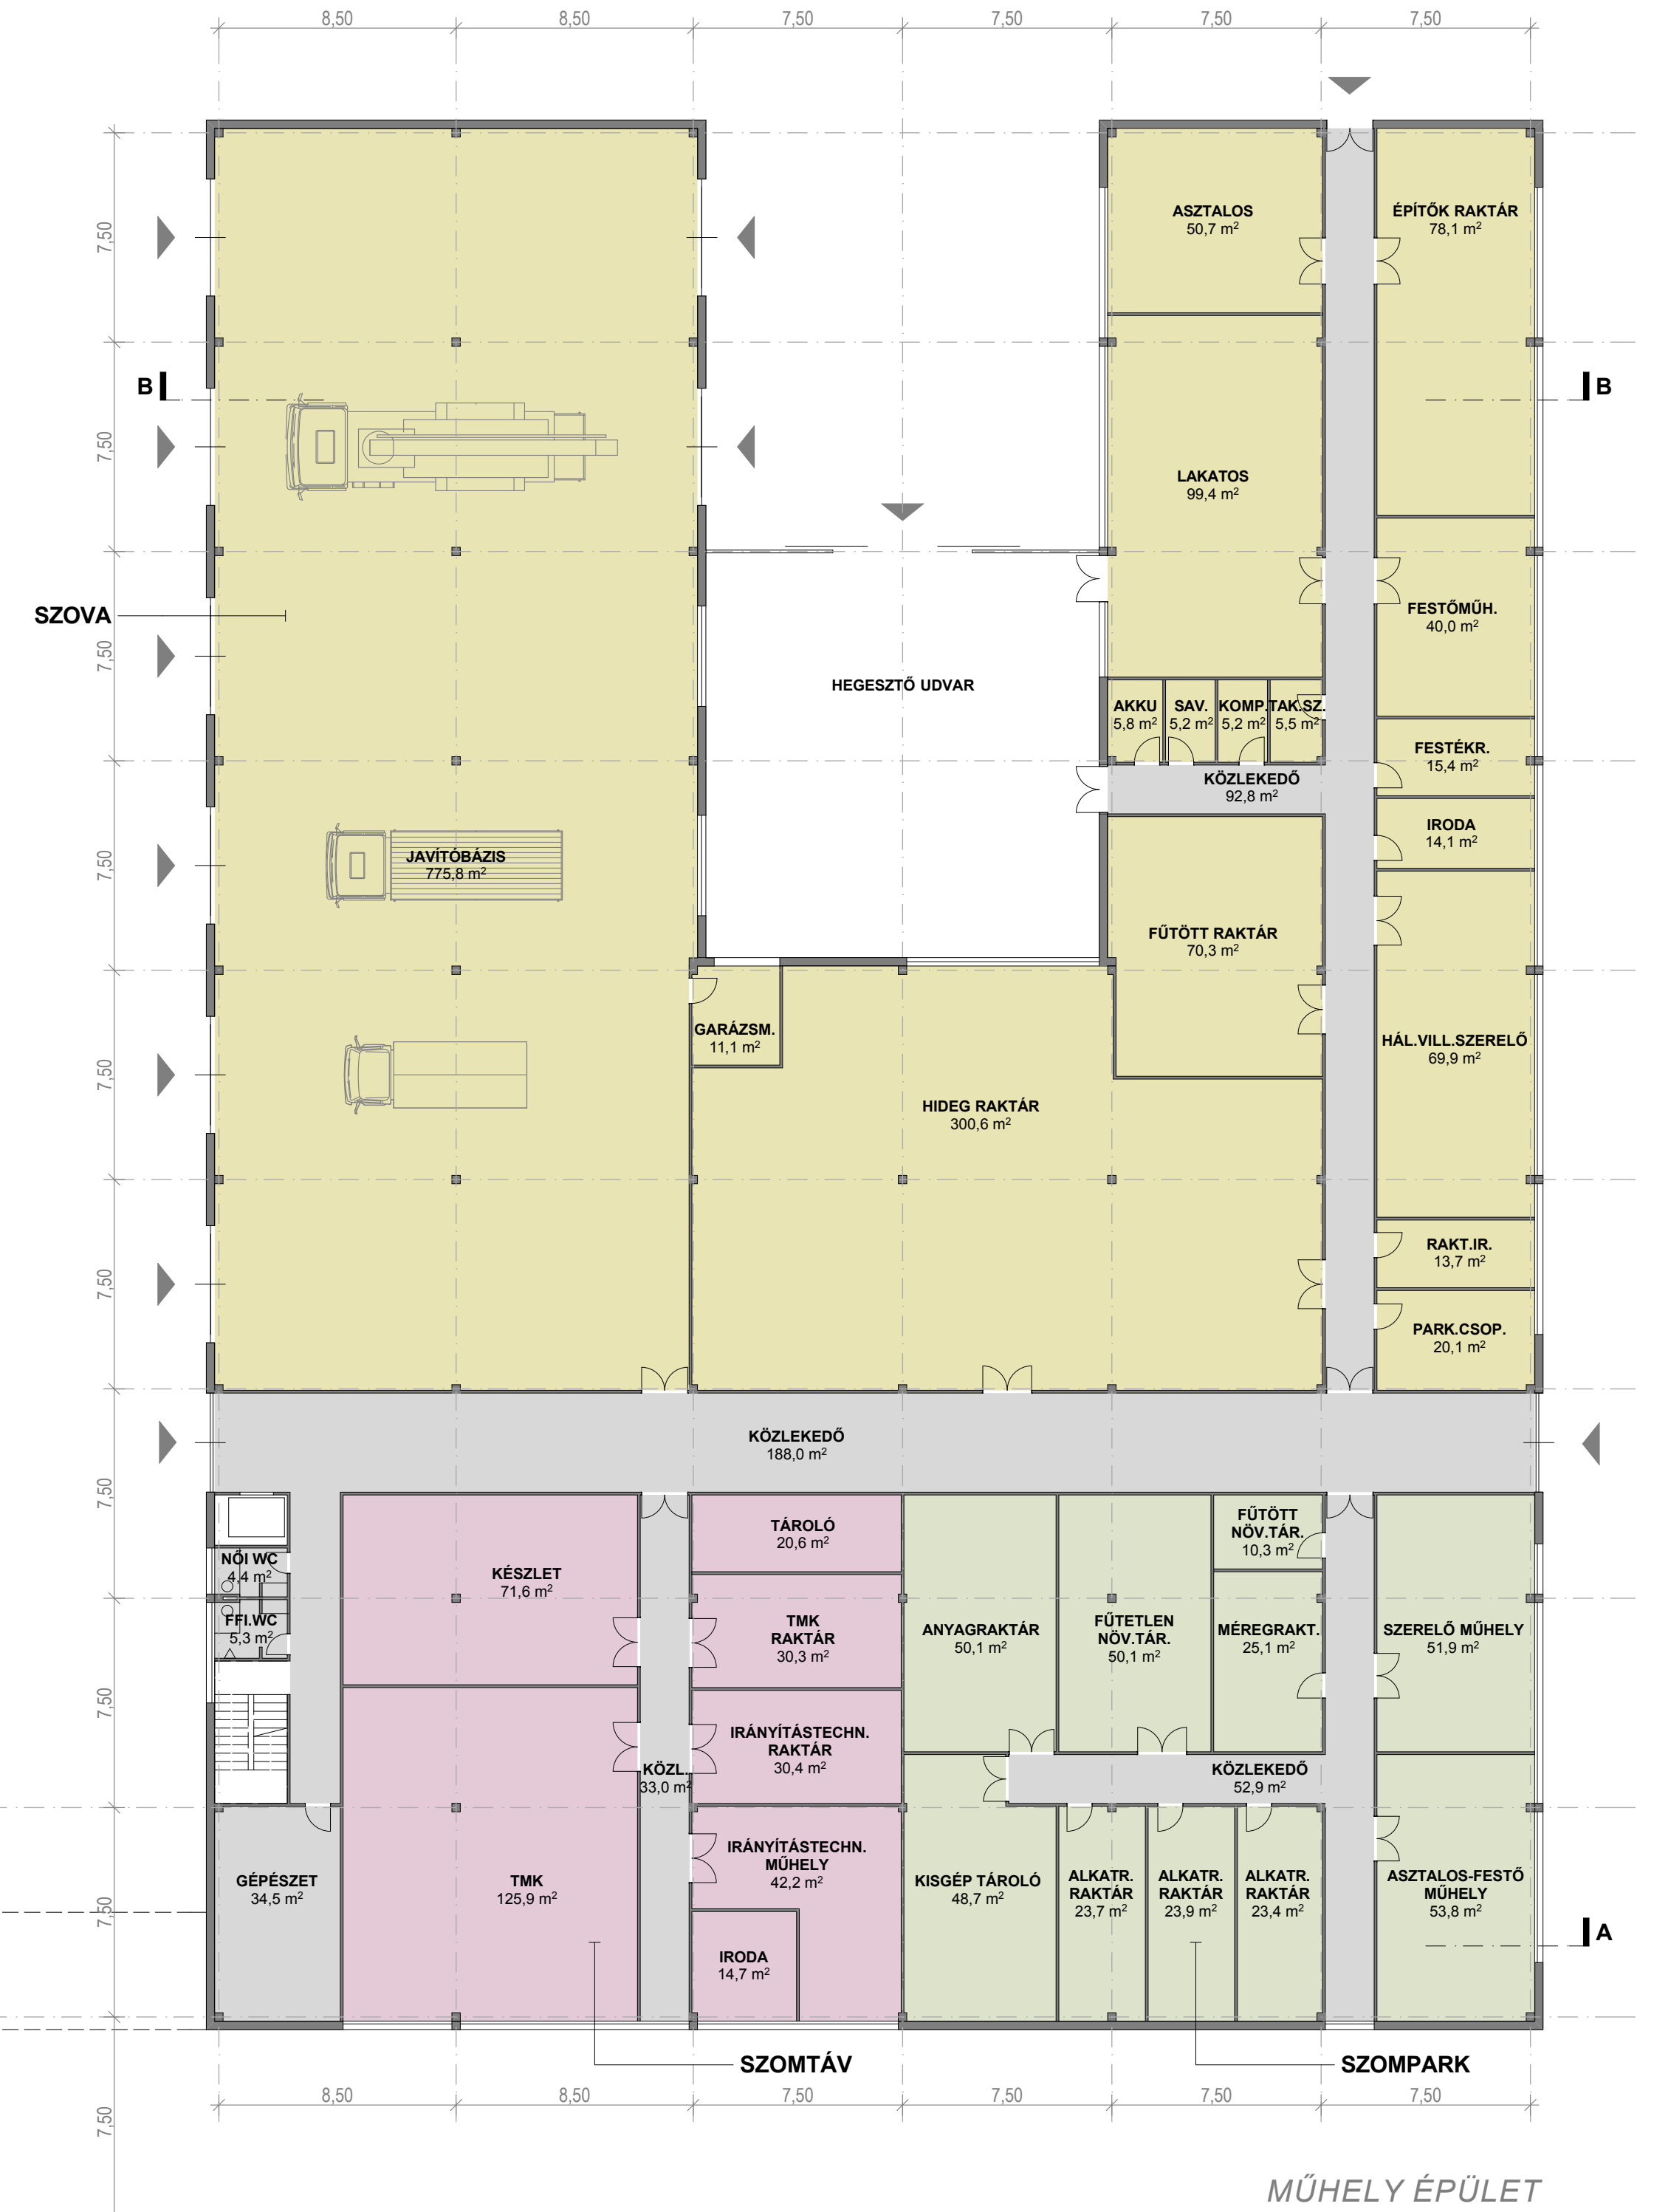 8,50 8,50 7,50 7,50 7,50 7,50
ASZTALOS
50,7 m²
ÉPÍTŐK RAKTÁR
78,1 m²
7,50
B
B
7,50
LAKATOS
99,4 m²
SZOVA
7,50
FESTŐMŰH.
40,0 m²
HEGESZTŐ UDVAR
AKKU
5,8 m²
SAV.
5,2 m²
KOMP.
5,2 m²
TAK.SZ.
5,5 m²
FESTÉKR.
15,4 m²
KÖZLEKEDŐ
92,8 m²
IRODA
14,1 m²
7,50
JAVÍTÓBÁZIS
775,8 m²
FŰTÖTT RAKTÁR
70,3 m²
GARÁZSM.
11,1 m²
HÁL.VILL.SZERELŐ
69,9 m²
7,50
HIDEG RAKTÁR
300,6 m²
RAKT.IR.
13,7 m²
7,50
PARK.CSOP.
20,1 m²
KÖZLEKEDŐ
188,0 m²
7,50
NŐI WC
4,4 m²
KÉSZLET
71,6 m²
TÁROLÓ
20,6 m²
FŰTÖTT
NÖV.TÁR.
10,3 m²
FFI.WC
5,3 m²
TMK
RAKTÁR
30,3 m²
ANYAGRAKTÁR
50,1 m²
FŰTETLEN
NÖV.TÁR.
50,1 m²
MÉREGRAKT.
25,1 m²
SZERELŐ MŰHELY
51,9 m²
7,50
IRÁNYÍTÁSTECHN.
RAKTÁR
30,4 m²
KÖZL.
33,0 m²
KÖZLEKEDŐ
52,9 m²
GÉPÉSZET
34,5 m²
TMK
125,9 m²
IRÁNYÍTÁSTECHN.
MŰHELY
42,2 m²
KISGÉP TÁROLÓ
48,7 m²
ALKATR.
RAKTÁR
23,7 m²
ALKATR.
RAKTÁR
23,9 m²
ALKATR.
RAKTÁR
23,4 m²
ASZTALOS-FESTŐ
MŰHELY
53,8 m²
7,50
A
IRODA
14,7 m²
SZOMTÁV
SZOMPARK
8,50 8,50 7,50 7,50 7,50 7,50
7,50
MŰHELY ÉPÜLET